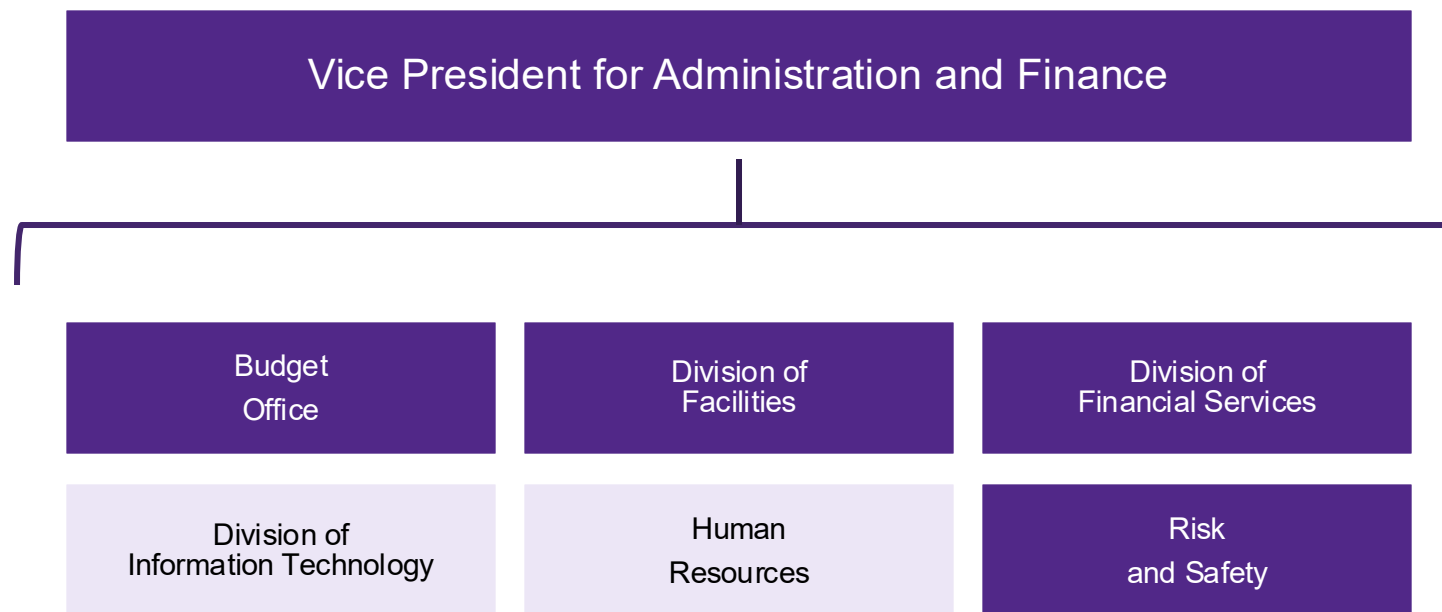 Vice President for Administration and Finance
Budget
Office
Division of
Facilities
Division of
Financial Services
Division of
Information Technology
Human
Resources
Risk
and Safety